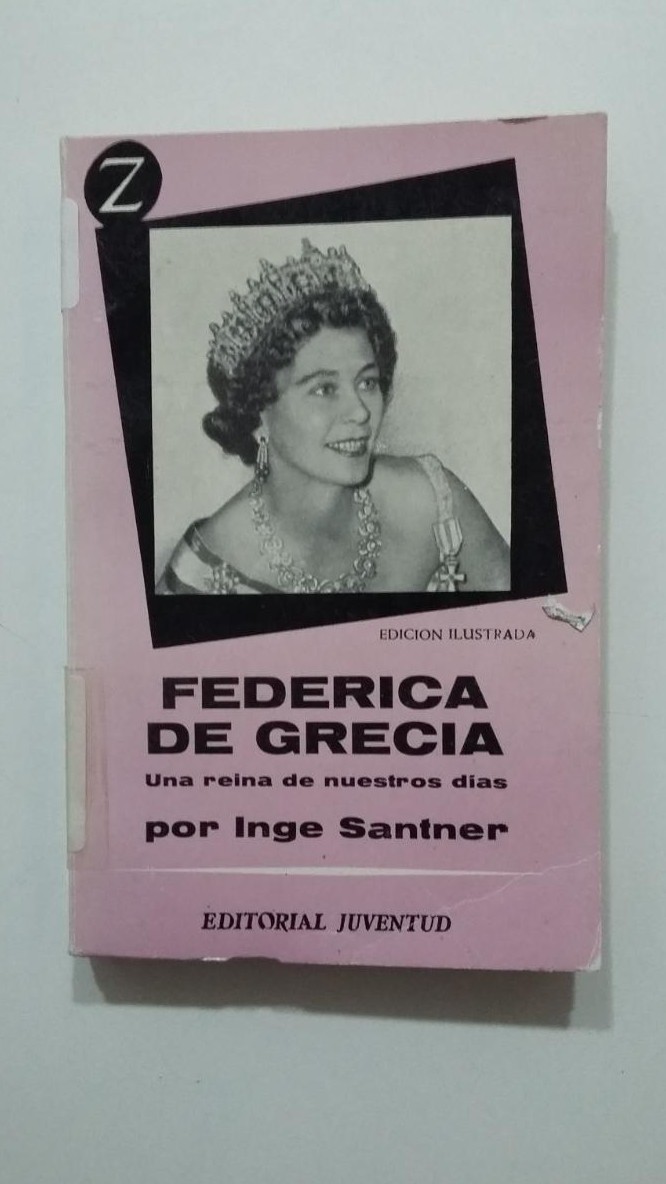 Z
EDICION ILUSTRADA
FEDERICA
DE GRECIA
Una reina de nuestros días
por Inge Santner
EDITORIAL JUVENTUD